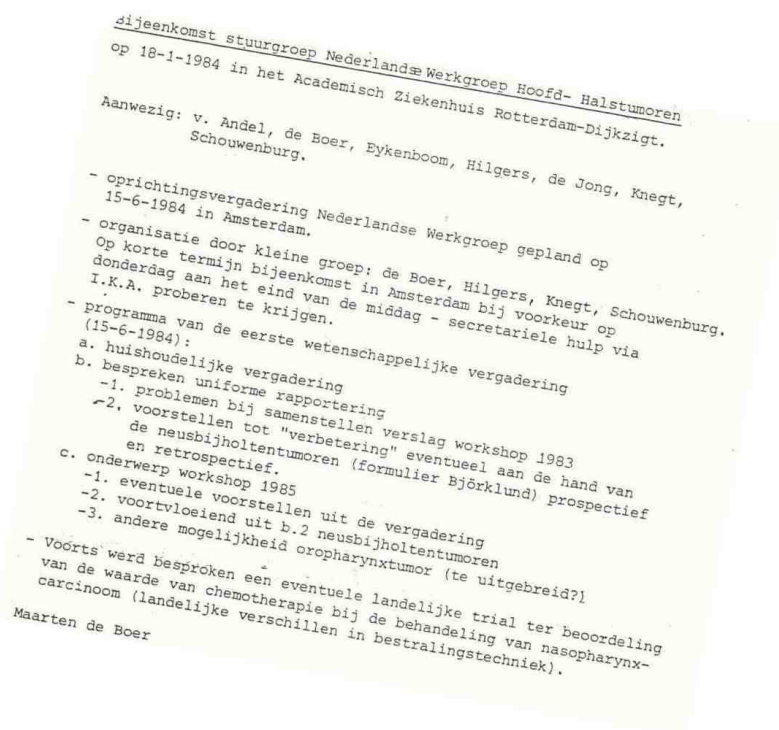 Bijeenkomst stuurgroep Nederlandse Werkgroep Hoofd- Halstumoren
op 18-1-1984 in het Academisch Ziekenhuis Rotterdam-Dijkzigt.
Aanwezig: v. Andel, de Boer, Eykenboom, Hilgers, de Jong, Knegt,
Schouwenburg.
- oprichtingsvergadering Nederlandse Werkgroep gepland op
15-6-1984 in Amsterdam.
- organisatie door kleine groep: de Boer, Hilgers, Knegt, Schouwenburg.
Op korte termijn bijeenkomst in Amsterdam bij voorkeur op
donderdag aan het eind van de middag - secretariele hulp via
I.K.A. proberen te krijgen.
- programma van de eerste wetenschappelijke vergadering
(15-6-1984):
a. huishoudelijke vergadering
b. bespreken uniforme rapportering
-1. problemen bij samenstellen verslag workshop 1983
-2. voorstellen tot "verbetering" eventueel aan de hand van
de neusbijholtentumoren (formulier Björklund) prospectief
en retrospectief.
c. onderwerp workshop 1985
-1. eventuele voorstellen uit de vergadering
-2. voortvloeiend uit b.2 neusbijholtentumoren
-3. andere mogelijkheid oropharynxtumor (te uitgebreid?)
- Voorts werd besproken een eventuele landelijke trial ter beoordeling
van de waarde van chemotherapie bij de behandeling van nasopharynx-
carcinoom (landelijke verschillen in bestralingstechniek).
Maarten de Boer